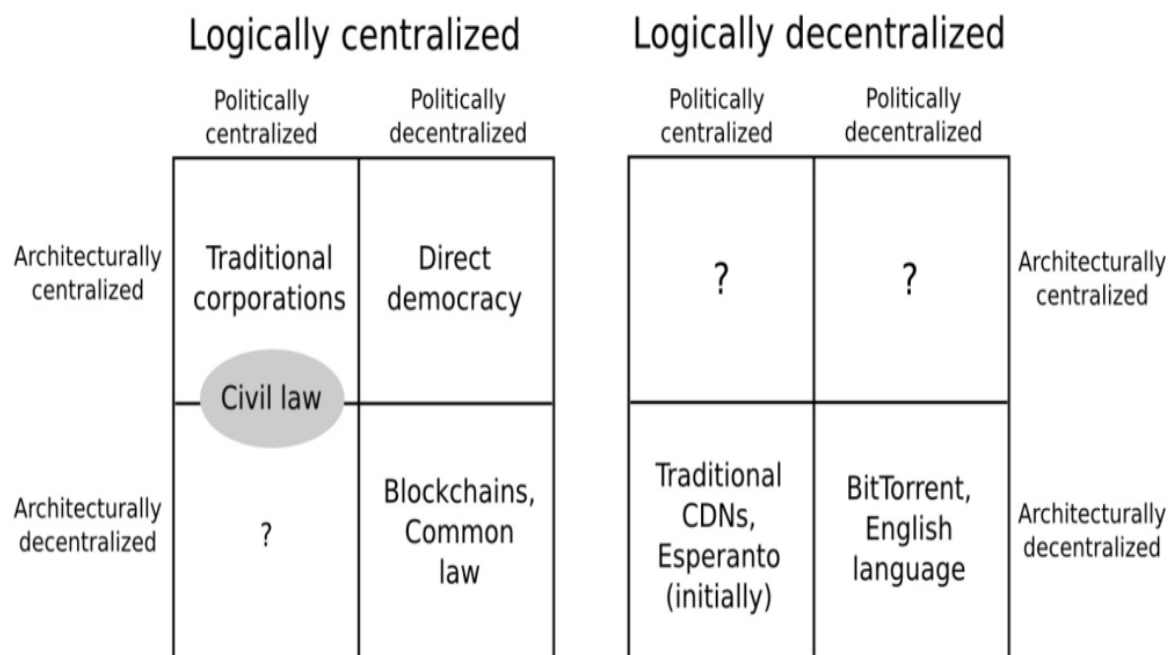 Logically centralized
Logically decentralized
Politically
centralized
Politically
decentralized
Politically
centralized
Politically
decentralized
Architecturally
centralized
Traditional
corporations
Direct
democracy
?
?
Architecturally
centralized
Civil law
Architecturally
decentralized
?
Blockchains,
Common
law
Traditional
CDNs,
Esperanto
(initially)
BitTorrent,
English
language
Architecturally
decentralized